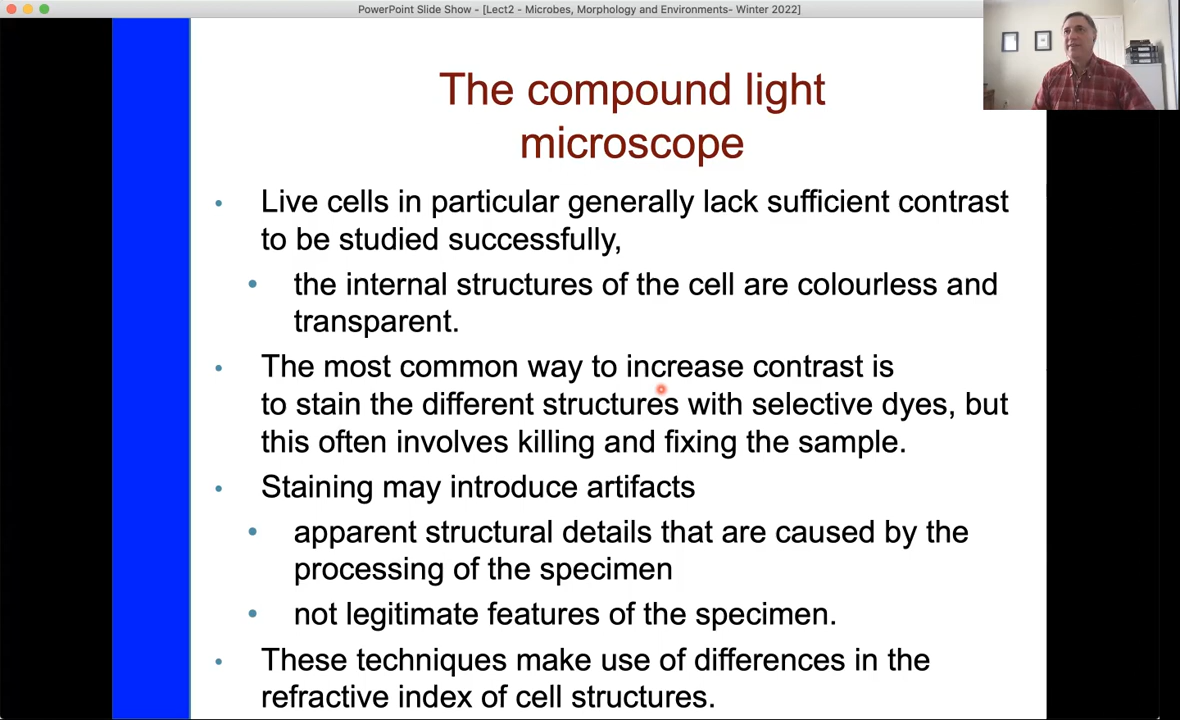 PowerPoint Slide Show - [Lect2 - Microbes, Morphology and Environments- Winter 2022]
The compound light
microscope
• Live cells in particular generally lack sufficient contrast
to be studied successfully,
• the internal structures of the cell are colourless and
transparent.
• The most common way to increase contrast is
to stain the different structures with selective dyes, but
this often involves killing and fixing the sample.
• Staining may introduce artifacts
• apparent structural details that are caused by the
processing of the specimen
• not legitimate features of the specimen.
• These techniques make use of differences in the
refractive index of cell structures.